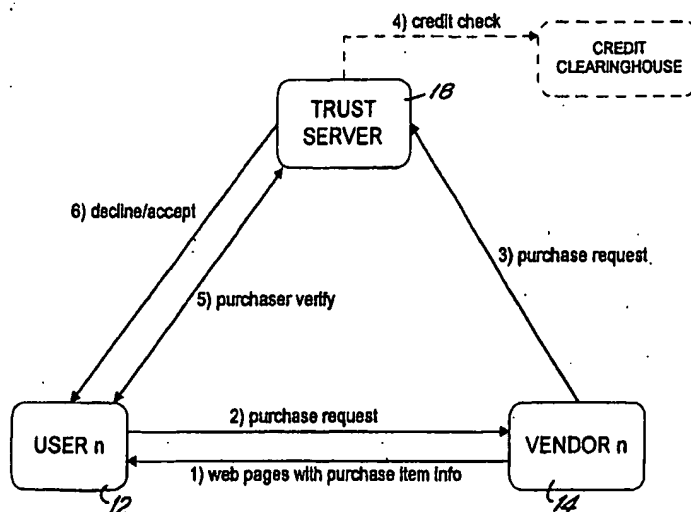 4) credit check
CREDIT
CLEARINGHOUSE
18
TRUST
SERVER
6) decline/accept
3) purchase request
5) purchaser verify
2) purchase request
USER n
VENDOR n
1) web pages with purchase item info
12
14